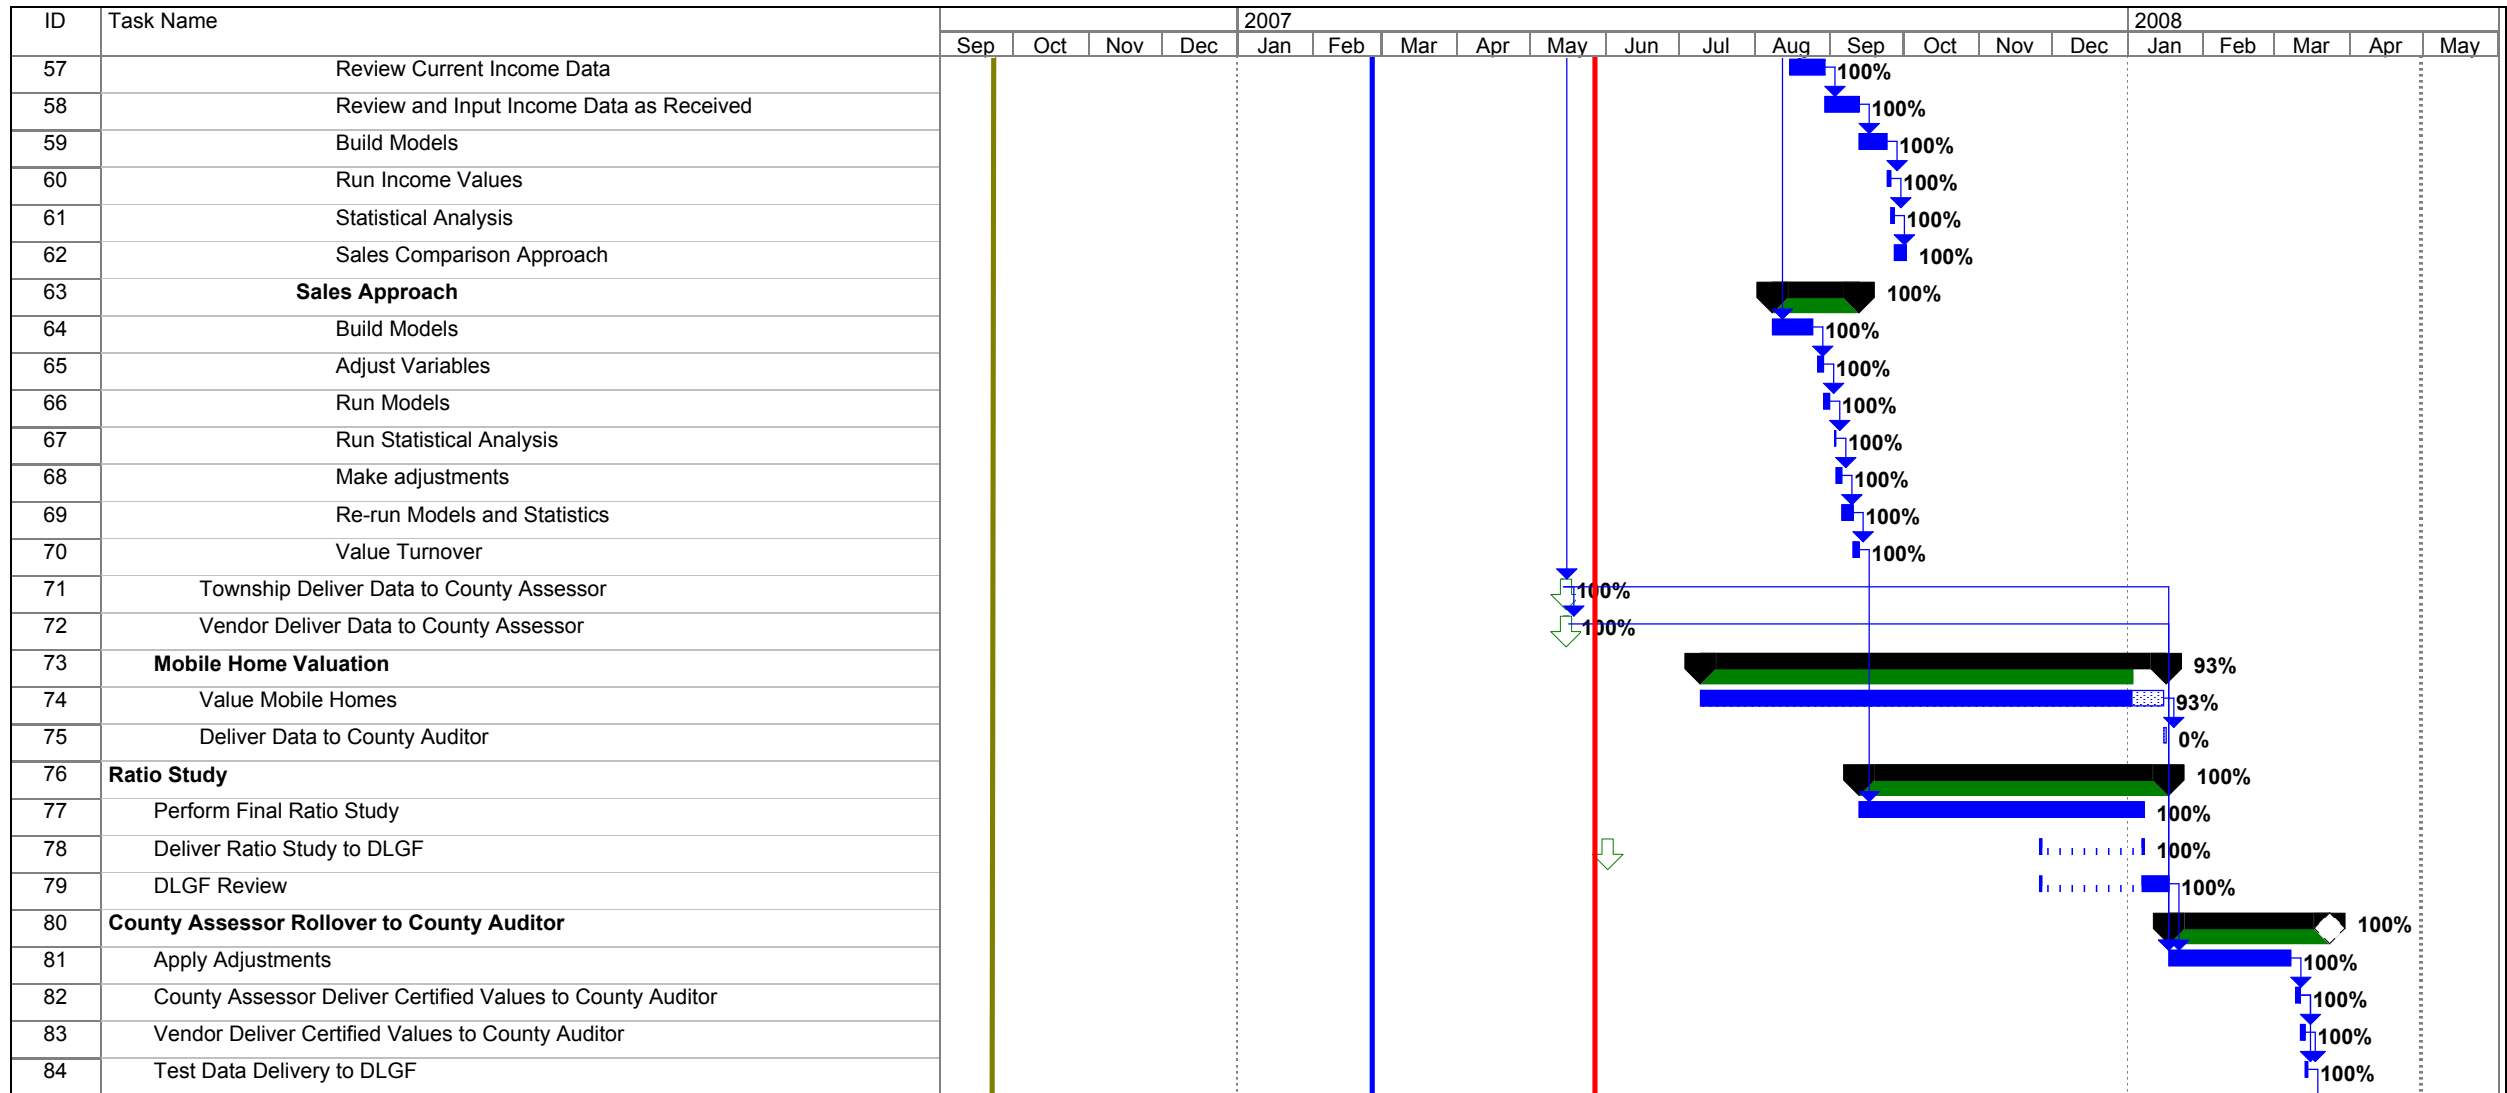 ID Task Name 2007 2008
Sep Oct Nov Dec Jan Feb Mar Apr May Jun Jul Aug Sep Oct Nov Dec Jan Feb Mar Apr May
57 Review Current Income Data 100%
58 Review and Input Income Data as Received 100%
59 Build Models 100%
60 Run Income Values 100%
61 Statistical Analysis 100%
62 Sales Comparison Approach 100%
63 Sales Approach 100%
64 Build Models 100%
65 Adjust Variables 100%
66 Run Models 100%
67 Run Statistical Analysis 100%
68 Make adjustments 100%
69 Re-run Models and Statistics 100%
70 Value Turnover 100%
71 Township Deliver Data to County Assessor 100%
72 Vendor Deliver Data to County Assessor 100%
73 Mobile Home Valuation 93%
74 Value Mobile Homes 93%
75 Deliver Data to County Auditor 0%
76 Ratio Study 100%
77 Perform Final Ratio Study 100%
78 Deliver Ratio Study to DLGF 100%
79 DLGF Review 100%
80 County Assessor Rollover to County Auditor 100%
81 Apply Adjustments 100%
82 County Assessor Deliver Certified Values to County Auditor 100%
83 Vendor Deliver Certified Values to County Auditor 100%
84 Test Data Delivery to DLGF 100%